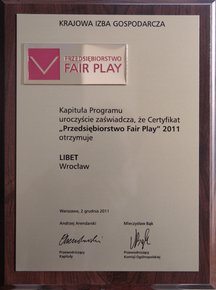 KRAJOWA IZBA GOSPODARCZA
PRZEDSIĘBIORSTWO
FAIR PLAY
Kapituła Programu
uroczyście zaświadcza, że Certyfikat
„Przedsiębiorstwo Fair Play” 2011
otrzymuje
LIBET
Wrocław
Warszawa, 2 grudnia 2011
Andrzej Arendarski
Mieczysław Bąk
Przewodniczący
Kapituły
Przewodniczący
Komisji Ogólnopolskiej